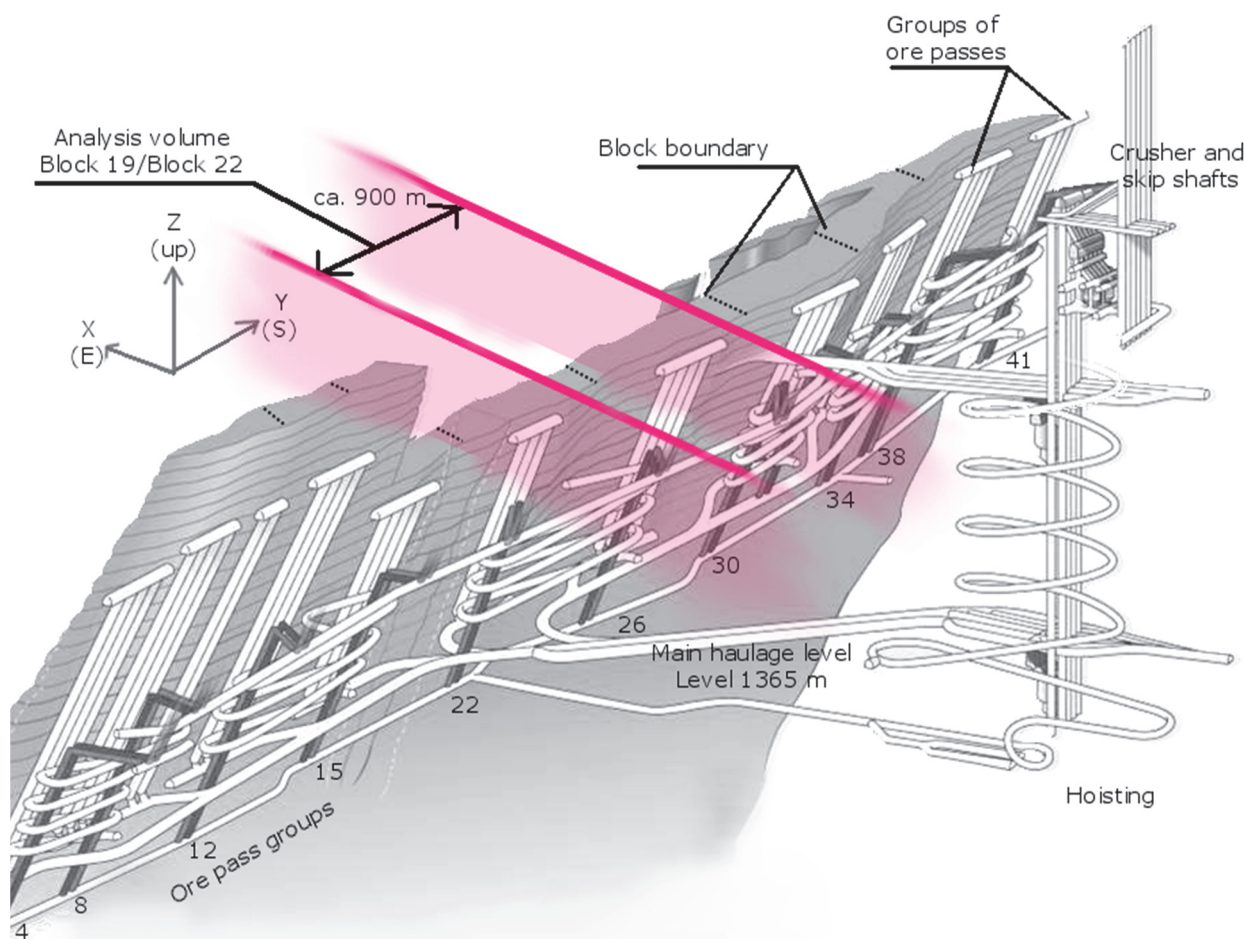 Groups of
ore passes
Analysis volume
Block 19/Block 22
Block boundary
Crusher and
skip shafts
ca. 900 m
Z
(up)
Y
(S)
X
(E)
41
38
34
30
26
Main haulage level
Level 1365 m
22
15
Hoisting
12
Ore pass groups
8
4